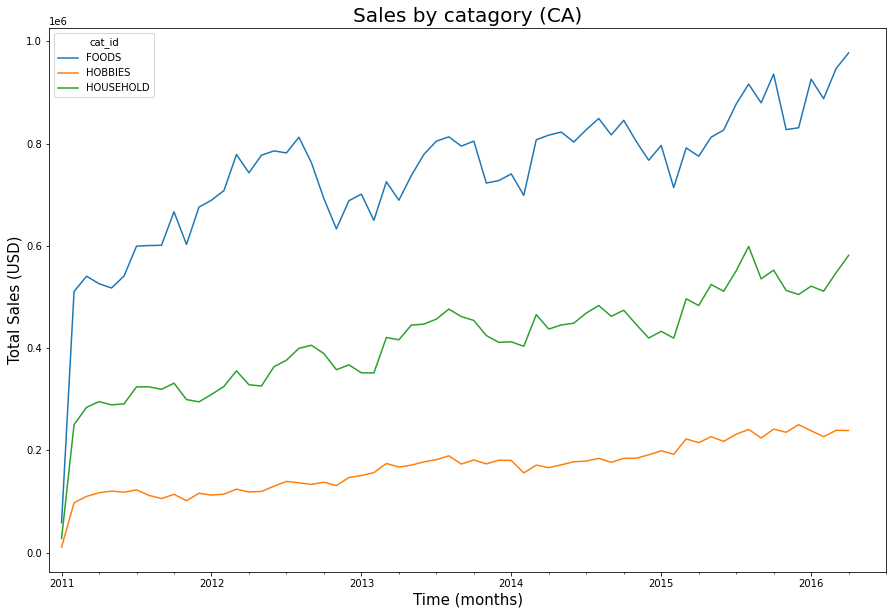 Sales by catagory (CA)
1e6
cat_id
FOODS
HOBBIES
HOUSEHOLD
1.0
0.8
0.6
0.4
0.2
0.0
Total Sales (USD)
2011 2012 2013 2014 2015 2016
Time (months)